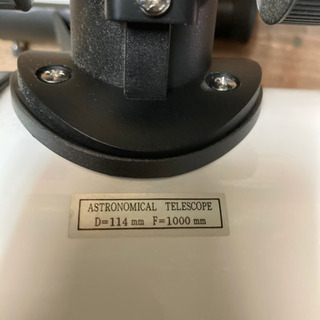 ASTRONOMICAL TELESCOPE
D=114 mm F=1000 mm